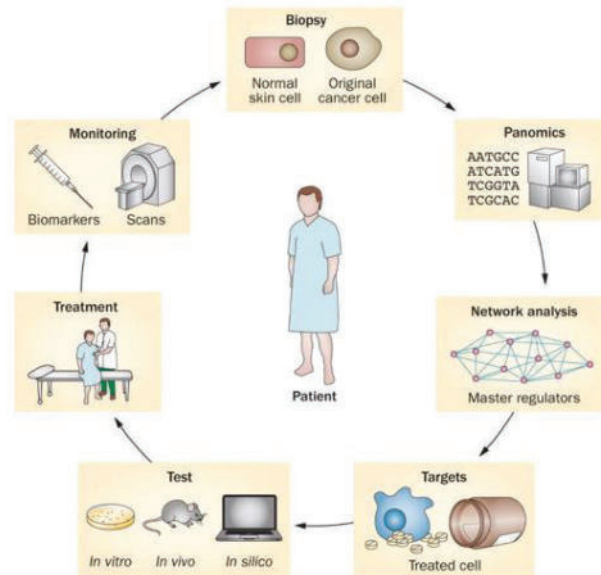 Biopsy
Normal
skin cell
Original
cancer cell
Panomics
AATGCC
ATCATG
TCGGTA
TCGCAC
Network analysis
Master regulators
Targets
Treated cell
Test
In vitro
In vivo
In silico
Treatment
Monitoring
Biomarkers
Scans
Patient